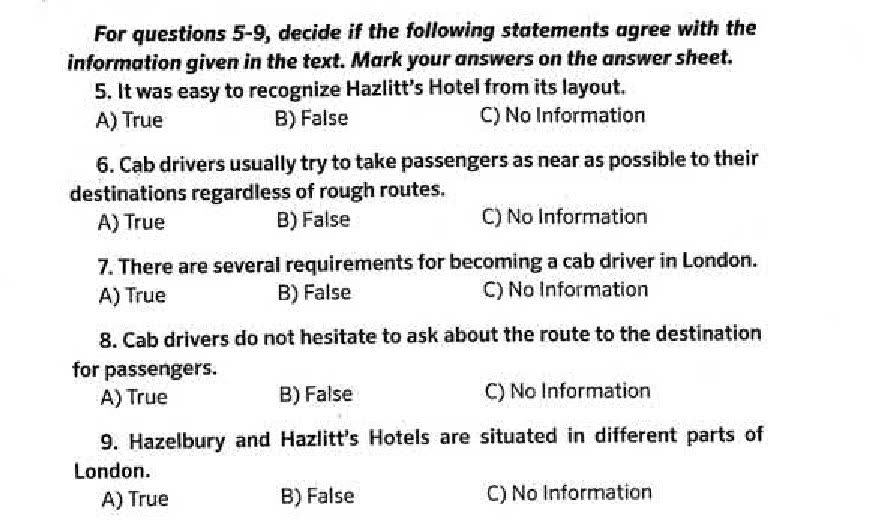 For questions 5-9, decide if the following statements agree with the
information given in the text. Mark your answers on the answer sheet.
5. It was easy to recognize Hazlitt's Hotel from its layout.
A) True B) False C) No Information
6. Cab drivers usually try to take passengers as near as possible to their
destinations regardless of rough routes.
A) True B) False C) No Information
7. There are several requirements for becoming a cab driver in London.
A) True B) False C) No Information
8. Cab drivers do not hesitate to ask about the route to the destination
for passengers.
A) True B) False C) No Information
9. Hazelbury and Hazlitt's Hotels are situated in different parts of
London.
A) True B) False C) No Information